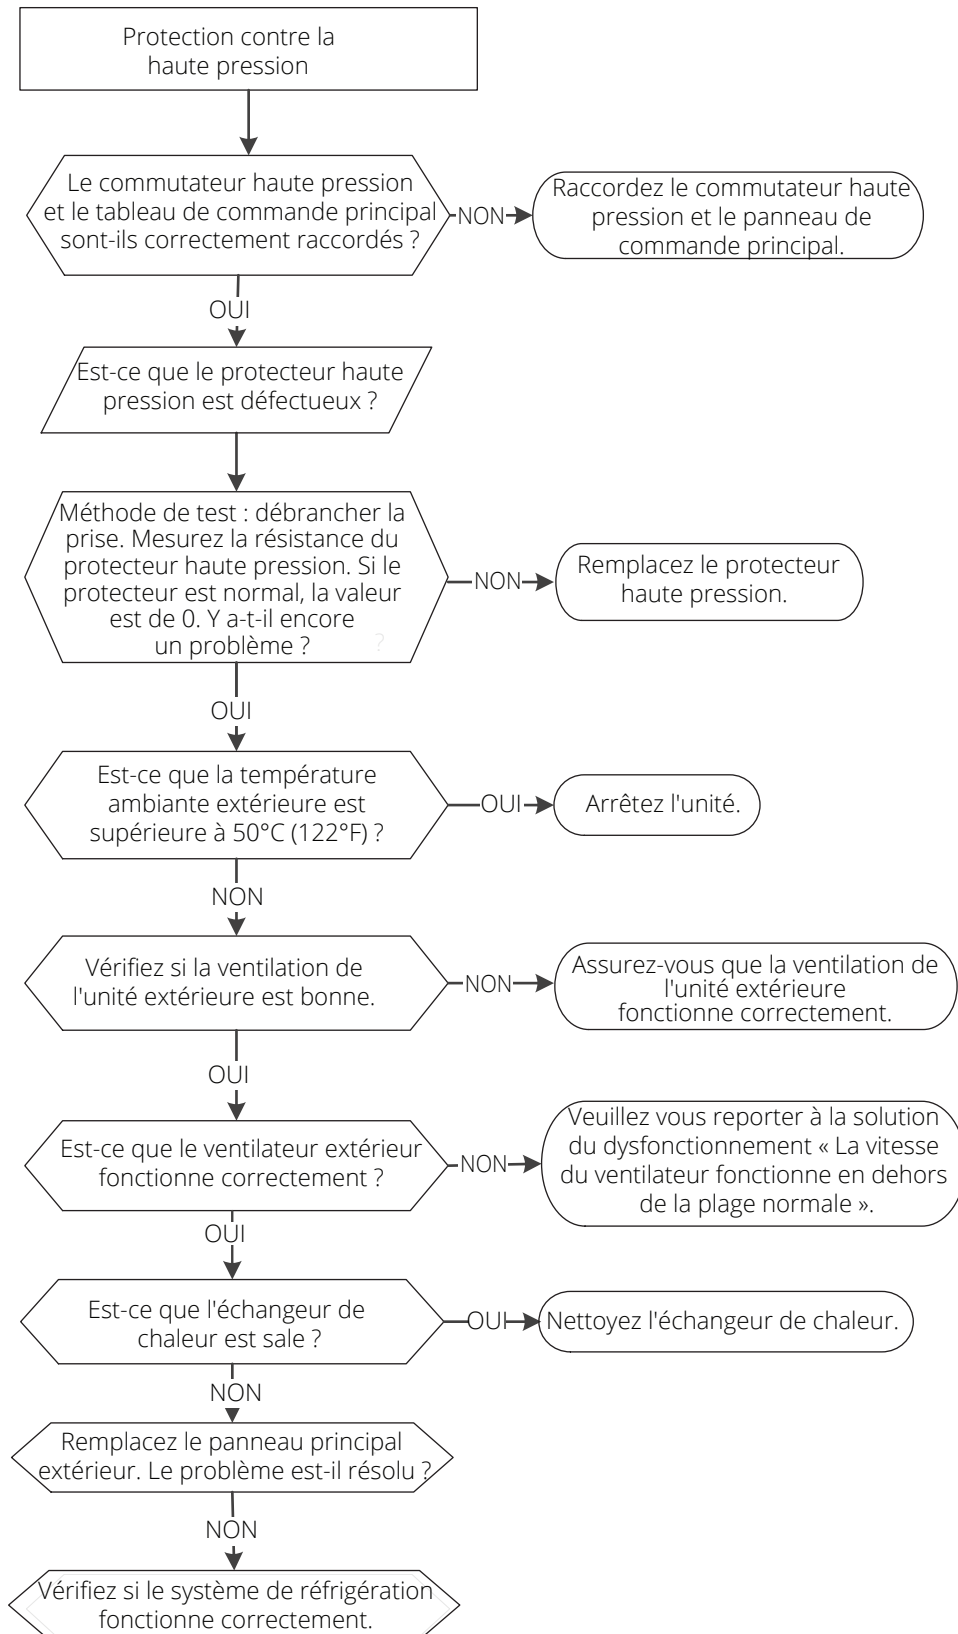 Protection contre la
haute pression
Le commutateur haute pression
et le tableau de commande principal
sont-ils correctement raccordés ?
NON
Raccordez le commutateur haute
pression et le panneau de
commande principal.
OUI
Est-ce que le protecteur haute
pression est défectueux ?
Méthode de test : débrancher la
prise. Mesurez la résistance du
protecteur haute pression. Si le
protecteur est normal, la valeur
est de 0. Y a-t-il encore
un problème ?
?
NON
Remplacez le protecteur
haute pression.
OUI
Est-ce que la température
ambiante extérieure est
supérieure à 50°C (122°F) ?
OUI
Arrêtez l'unité.
NON
Vérifiez si la ventilation de
l'unité extérieure est bonne.
NON
Assurez-vous que la ventilation de
l'unité extérieure
fonctionne correctement.
OUI
Est-ce que le ventilateur extérieur
fonctionne correctement ?
NON
Veuillez vous reporter à la solution
du dysfonctionnement « La vitesse
du ventilateur fonctionne en dehors
de la plage normale ».
OUI
Est-ce que l'échangeur de
chaleur est sale ?
OUI
Nettoyez l'échangeur de chaleur.
NON
Remplacez le panneau principal
extérieur. Le problème est-il résolu ?
NON
Vérifiez si le système de réfrigération
fonctionne correctement.